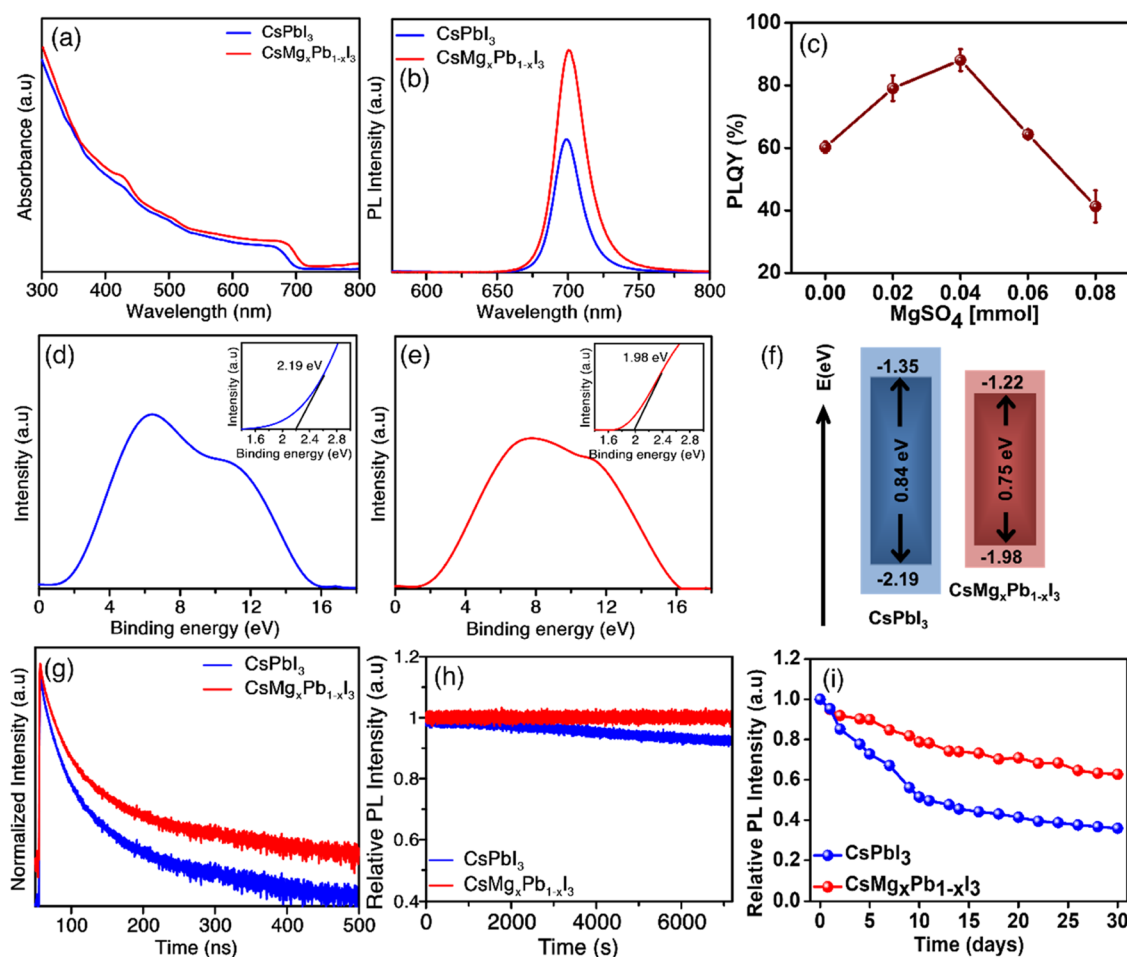 (a)
CsPbI₃
CsMgₓPb₁₋ₓI₃
Absorbance (a.u)
300 400 500 600 700 800
Wavelength (nm)
(b)
CsPbI₃
CsMgₓPb₁₋ₓI₃
PL Intensity (a.u)
600 650 700 750 800
Wavelength (nm)
(c)
PLQY (%)
100
80
60
40
20
0.00 0.02 0.04 0.06 0.08
MgSO₄ [mmol]
(d)
Intensity (a.u)
0 4 8 12 16
Binding energy (eV)
Intensity (a.u)
2.19 eV
1.6 2 2.4 2.8
Binding energy (eV)
(e)
Intensity (a.u)
0 4 8 12 16
Binding energy (eV)
Intensity (a.u)
1.98 eV
1.6 2 2.4 2.8
Binding energy (eV)
(f)
E(eV)
-1.35
0.84 eV
-2.19
CsPbI₃
-1.22
0.75 eV
-1.98
CsMgₓPb₁₋ₓI₃
(g)
CsPbI₃
CsMgₓPb₁₋ₓI₃
Normalized Intensity (a.u)
100 200 300 400 500
Time (ns)
(h)
Relative PL Intensity (a.u)
1.2
1
0.8
0.6
0.4
CsPbI₃
CsMgₓPb₁₋ₓI₃
0 2000 4000 6000
Time (s)
(i)
Relative PL Intensity (a.u)
1.2
1.0
0.8
0.6
0.4
0.2
0.0
CsPbI₃
CsMgₓPb₁₋ₓI₃
0 5 10 15 20 25 30
Time (days)